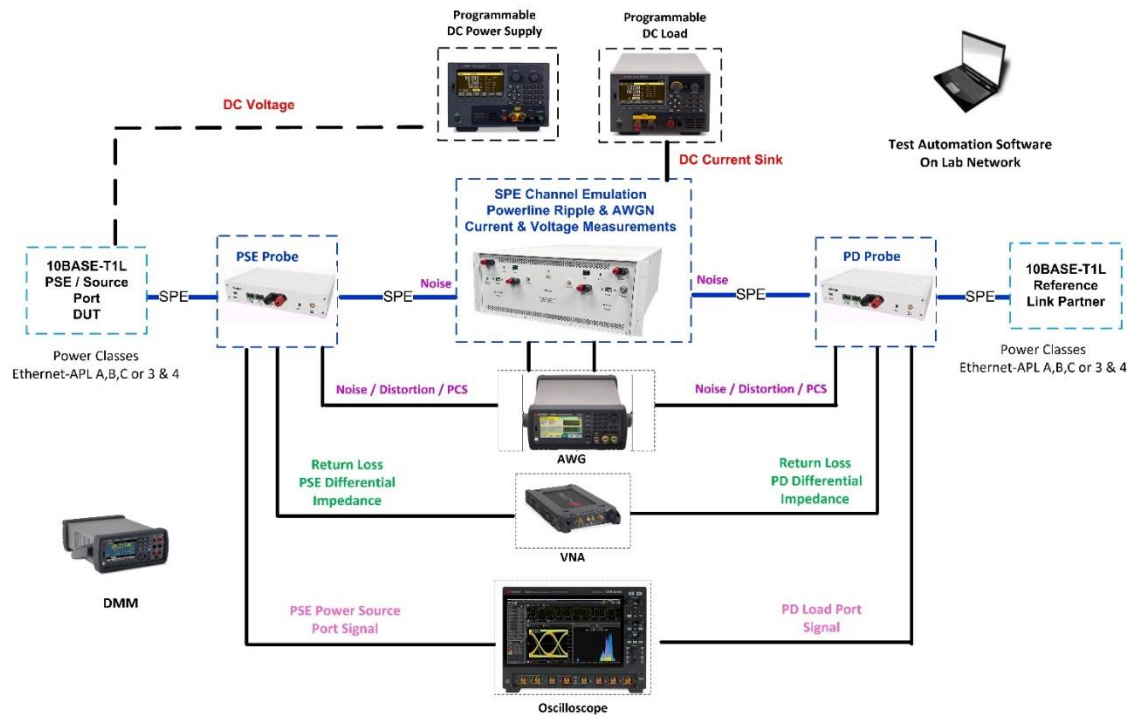 Programmable
DC Power Supply
Programmable
DC Load
DC Voltage
Test Automation Software
On Lab Network
DC Current Sink
SPE Channel Emulation
Powerline Ripple & AWGN
Current & Voltage Measurements
10BASE-T1L
PSE / Source
Port
DUT
SPE
PSE Probe
SPE
Noise
Noise
SPE
PD Probe
SPE
10BASE-T1L
Reference
Link Partner
Power Classes
Ethernet-APL A,B,C or 3 & 4
Power Classes
Ethernet-APL A,B,C or 3 & 4
Noise / Distortion / PCS
Noise / Distortion / PCS
AWG
Return Loss
PSE Differential
Impedance
Return Loss
PD Differential
Impedance
VNA
DMM
PSE Power Source
Port Signal
PD Load Port
Signal
Oscilloscope